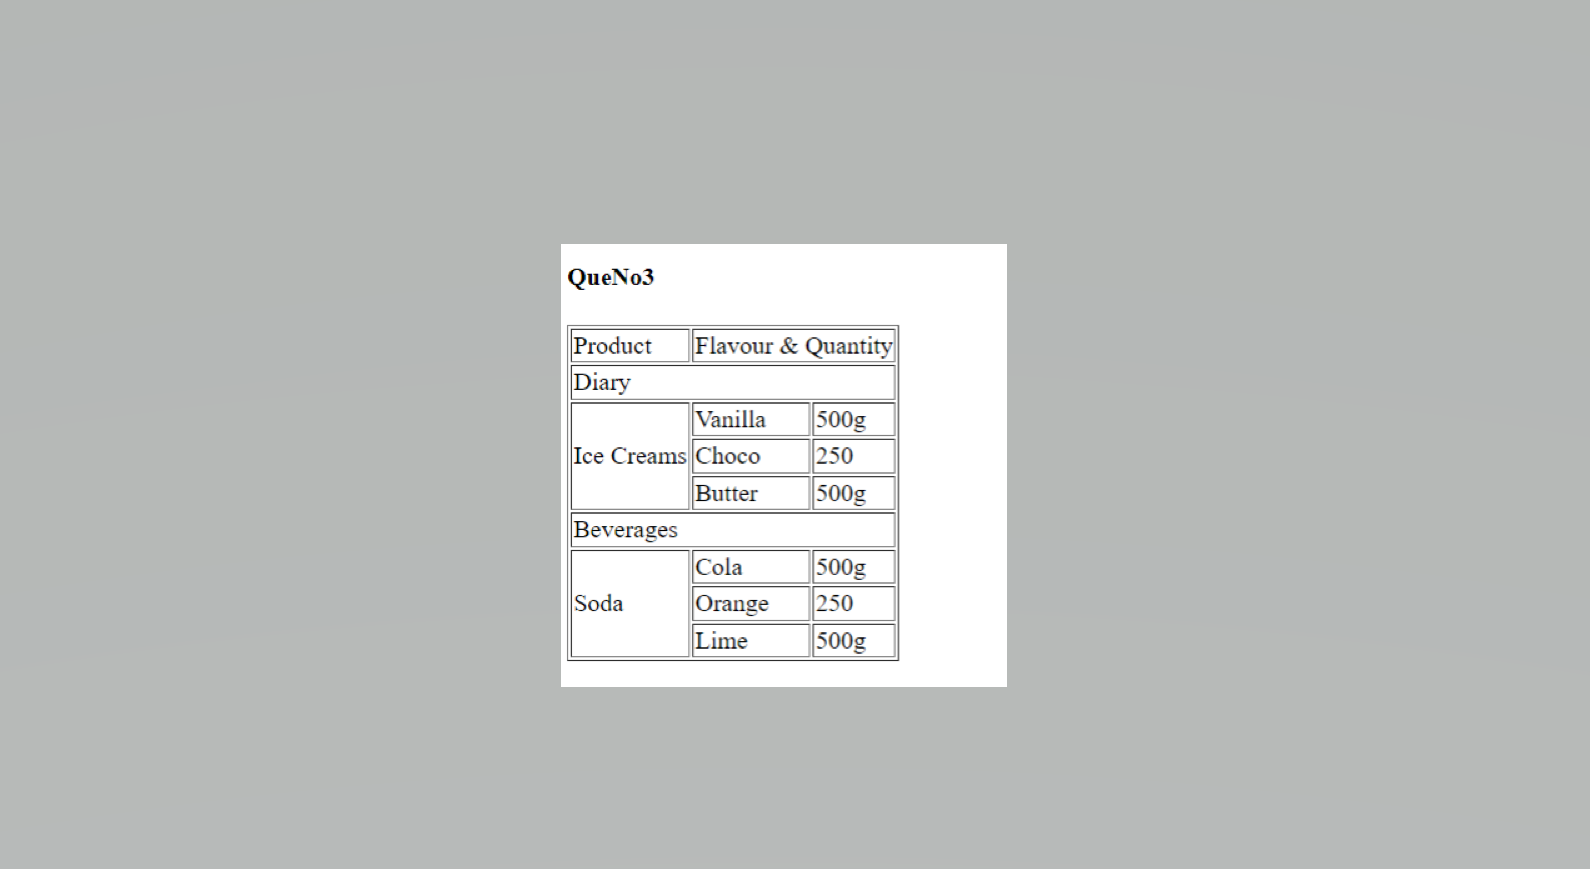 QueNo3
Product Flavour & Quantity
Diary
Ice Creams Vanilla 500g
Choco 250
Butter 500g
Beverages
Soda Cola 500g
Orange 250
Lime 500g